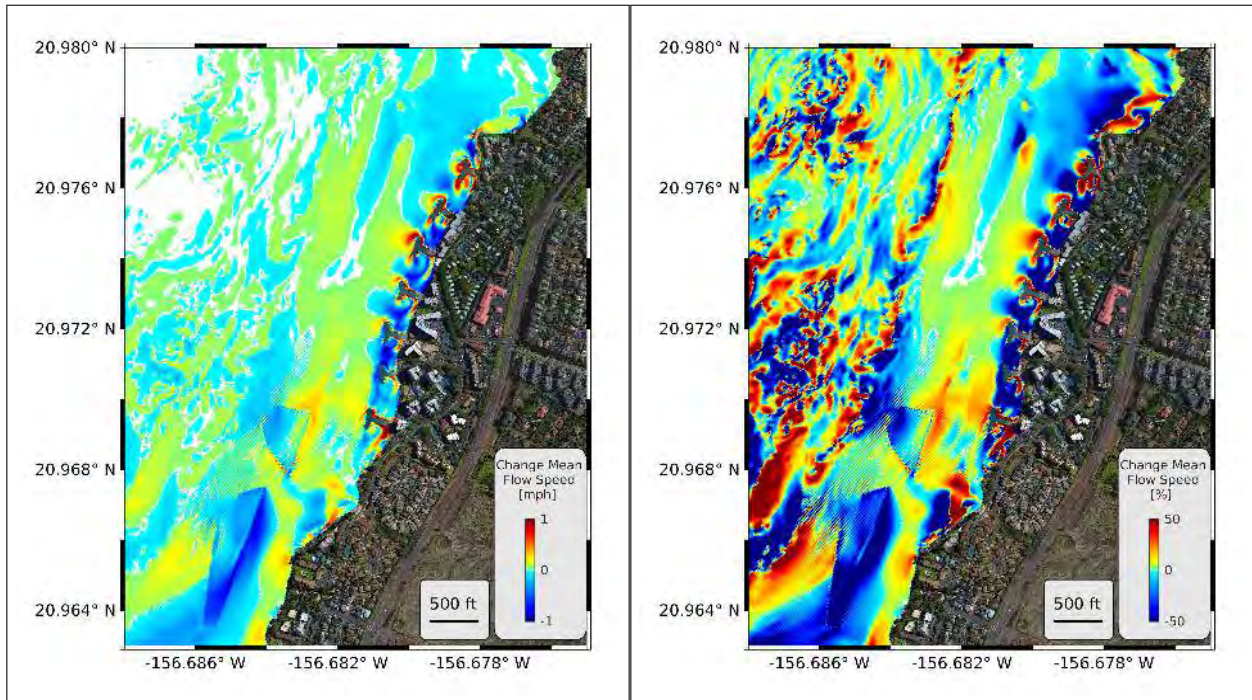 20.980° N
20.976° N
20.972° N
20.968° N
20.964° N
-156.686° W
-156.682° W
-156.678° W
500 ft
Change Mean
Flow Speed
[mph]
1
0
-1
20.980° N
20.976° N
20.972° N
20.968° N
20.964° N
-156.686° W
-156.682° W
-156.678° W
500 ft
Change Mean
Flow Speed
[%]
50
0
-50